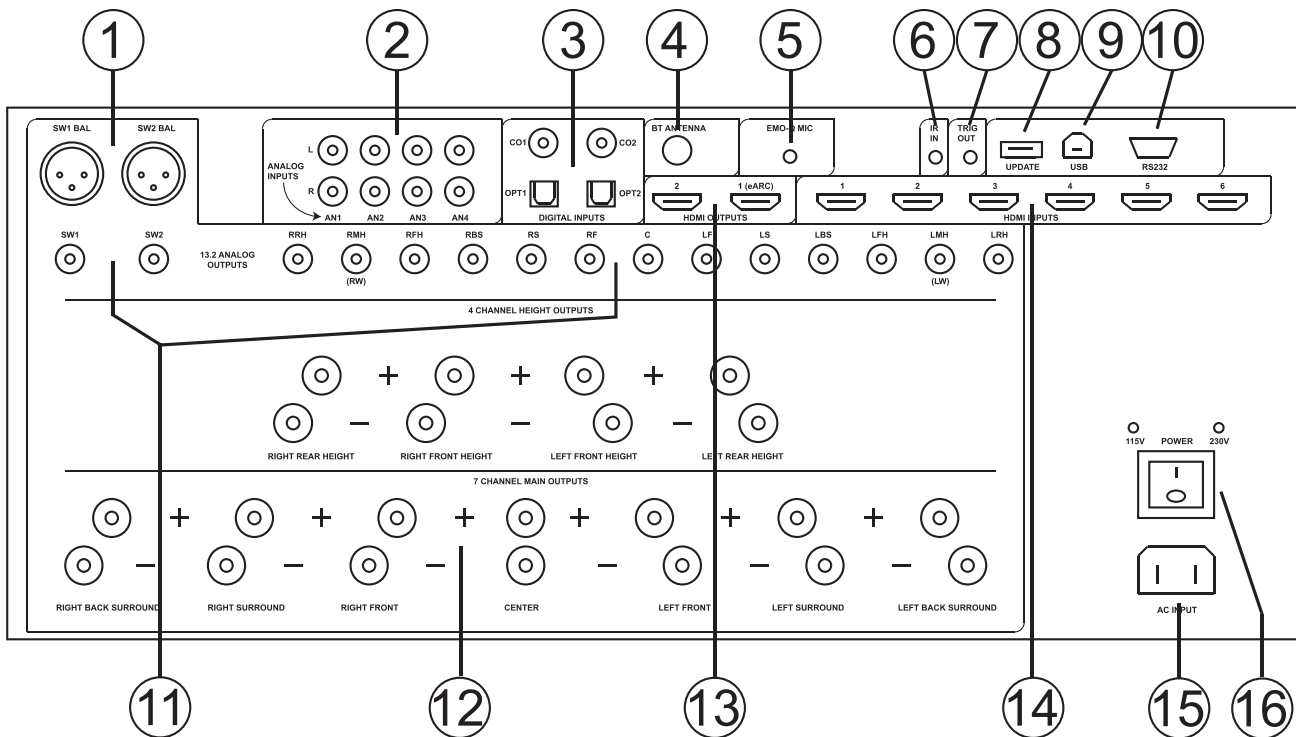 1 2 3 4 5 6 7 8 9 10
SW1 BAL SW2 BAL
ANALOG
INPUTS
L
R
AN1 AN2 AN3 AN4
CO1 CO2
OPT1 OPT2
DIGITAL INPUTS
BT ANTENNA
EMO-Q MIC
IR
IN
TRIG
OUT
UPDATE USB RS232
2 1 (eARC)
HDMI OUTPUTS
1 2 3 4 5 6
HDMI INPUTS
SW1 SW2
13.2 ANALOG
OUTPUTS
RRH RMH RFH RBS RS RF C LF LS LBS LFH LMH LRH
(RW) (LW)
4 CHANNEL HEIGHT OUTPUTS
+ + +
− − −
RIGHT REAR HEIGHT RIGHT FRONT HEIGHT LEFT FRONT HEIGHT LEFT REAR HEIGHT
7 CHANNEL MAIN OUTPUTS
+ + + + + +
− − − − − −
RIGHT BACK SURROUND RIGHT SURROUND RIGHT FRONT CENTER LEFT FRONT LEFT SURROUND LEFT BACK SURROUND
115V POWER 230V
AC INPUT
11 12 13 14 15 16